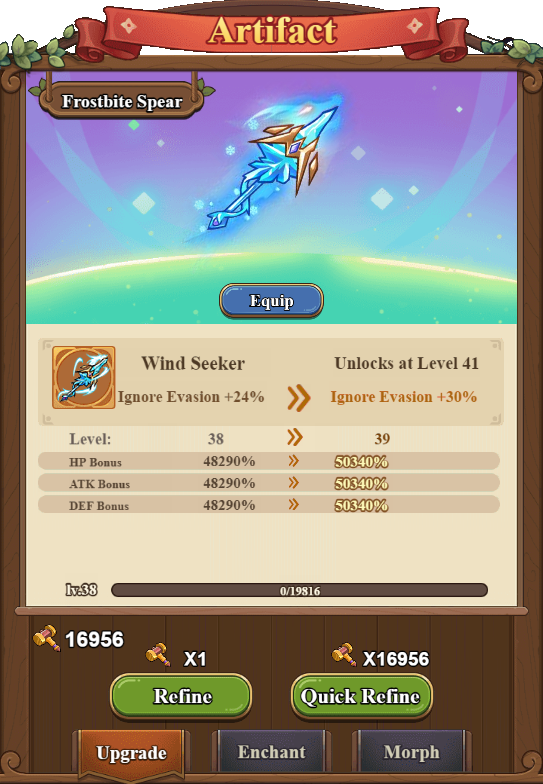 Artifact
Frostbite Spear
Equip
Wind Seeker Unlocks at Level 41
Ignore Evasion +24% Ignore Evasion +30%
Level: 38 39
HP Bonus 48290% 50340%
ATK Bonus 48290% 50340%
DEF Bonus 48290% 50340%
lv.38 0/19816
16956
X1 X16956
Refine Quick Refine
Upgrade Enchant Morph